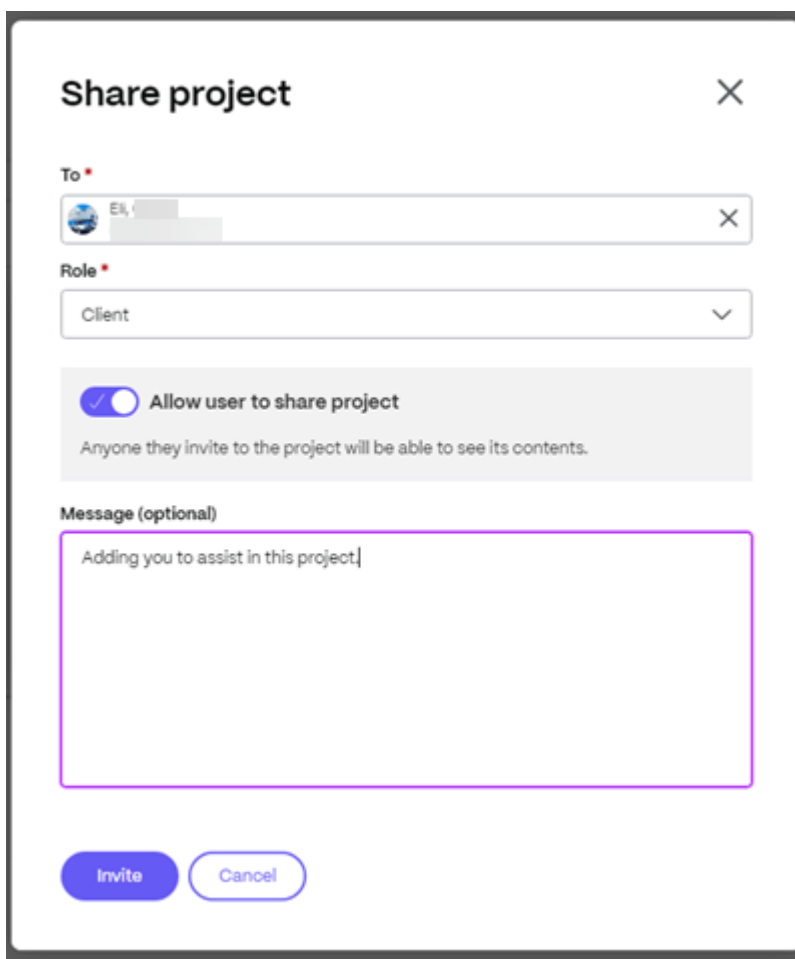 Share project
To *
Eli,
Role *
Client
Allow user to share project
Anyone they invite to the project will be able to see its contents.
Message (optional)
Adding you to assist in this project.
Invite
Cancel